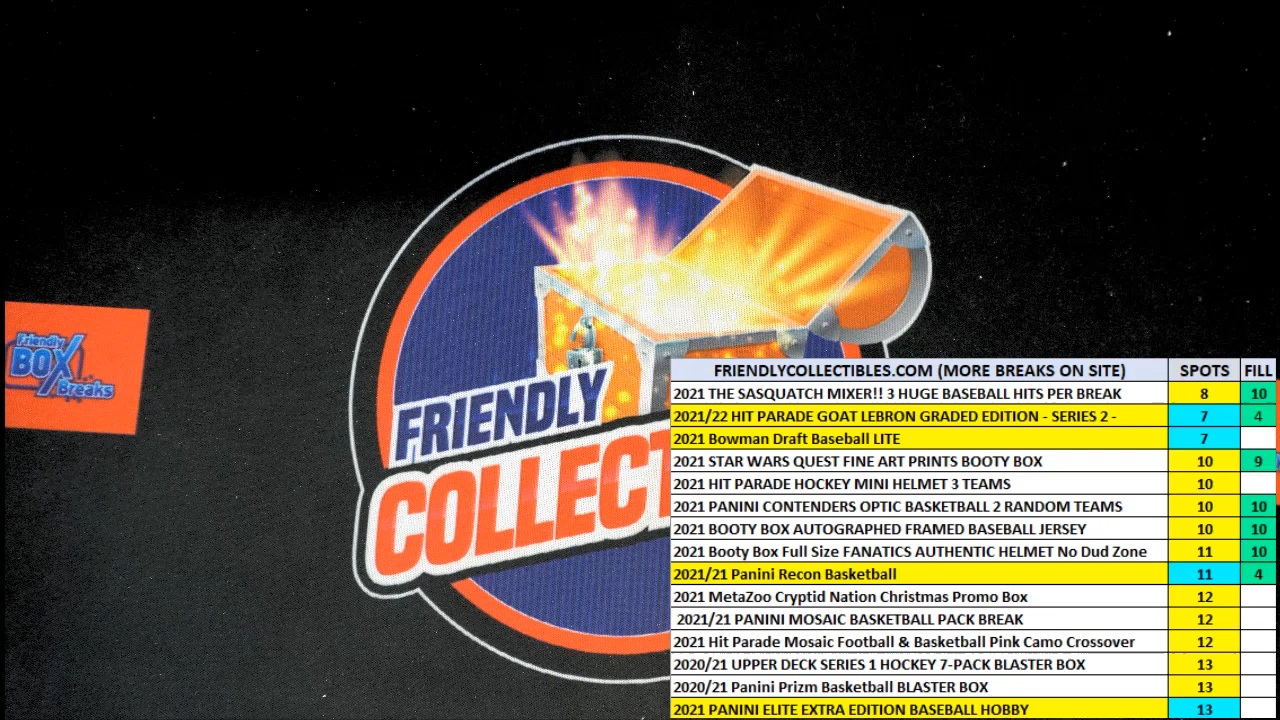 Friendly
BOX
Breaks
FRIENDLY
COLLECT
FRIENDLYCOLLECTIBLES.COM (MORE BREAKS ON SITE) SPOTS FILL
2021 THE SASQUATCH MIXER!! 3 HUGE BASEBALL HITS PER BREAK 8 10
2021/22 HIT PARADE GOAT LEBRON GRADED EDITION - SERIES 2 - 7 4
2021 Bowman Draft Baseball LITE 7
2021 STAR WARS QUEST FINE ART PRINTS BOOTY BOX 10 9
2021 HIT PARADE HOCKEY MINI HELMET 3 TEAMS 10
2021 PANINI CONTENDERS OPTIC BASKETBALL 2 RANDOM TEAMS 10 10
2021 BOOTY BOX AUTOGRAPHED FRAMED BASEBALL JERSEY 10 10
2021 Booty Box Full Size FANATICS AUTHENTIC HELMET No Dud Zone 11 10
2021/21 Panini Recon Basketball 11 4
2021 MetaZoo Cryptid Nation Christmas Promo Box 12
2021/21 PANINI MOSAIC BASKETBALL PACK BREAK 12
2021 Hit Parade Mosaic Football & Basketball Pink Camo Crossover 12
2020/21 UPPER DECK SERIES 1 HOCKEY 7-PACK BLASTER BOX 13
2020/21 Panini Prizm Basketball BLASTER BOX 13
2021 PANINI ELITE EXTRA EDITION BASEBALL HOBBY 13